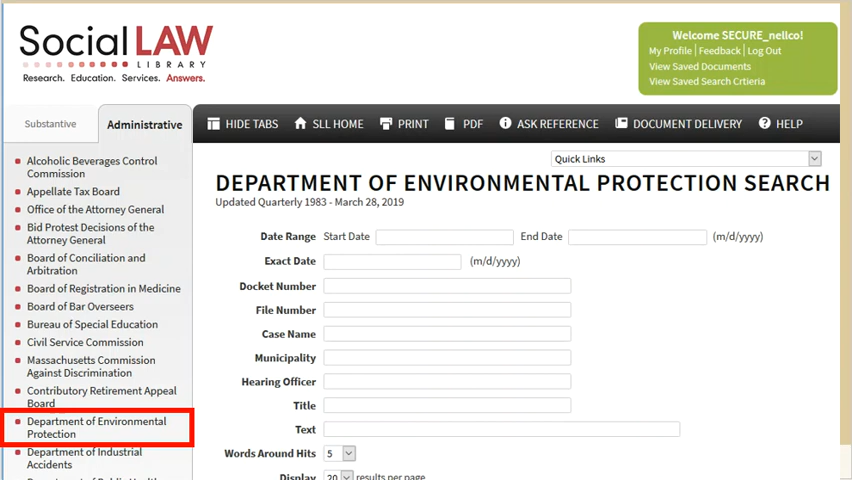 Social LAW
LIBRARY
Research. Education. Services. Answers.
Welcome SECURE_nellco!
My Profile | Feedback | Log Out
View Saved Documents
View Saved Search Crtieria
Substantive
Administrative
HIDE TABS
SLL HOME
PRINT
PDF
ASK REFERENCE
DOCUMENT DELIVERY
HELP
Alcoholic Beverages Control
Commission
Appellate Tax Board
Office of the Attorney General
Bid Protest Decisions of the
Attorney General
Board of Conciliation and
Arbitration
Board of Registration in Medicine
Board of Bar Overseers
Bureau of Special Education
Civil Service Commission
Massachusetts Commission
Against Discrimination
Contributory Retirement Appeal
Board
Department of Environmental
Protection
Department of Industrial
Accidents
Quick Links
DEPARTMENT OF ENVIRONMENTAL PROTECTION SEARCH
Updated Quarterly 1983 - March 28, 2019
Date Range Start Date End Date (m/d/yyyy)
Exact Date (m/d/yyyy)
Docket Number
File Number
Case Name
Municipality
Hearing Officer
Title
Text
Words Around Hits 5
Display 20 results per page